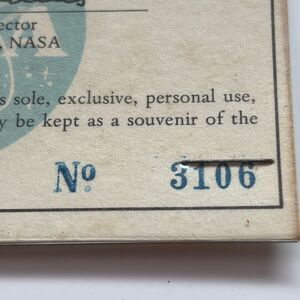 ector
, NASA
s sole, exclusive, personal use,
y be kept as a souvenir of the
Nº 3106